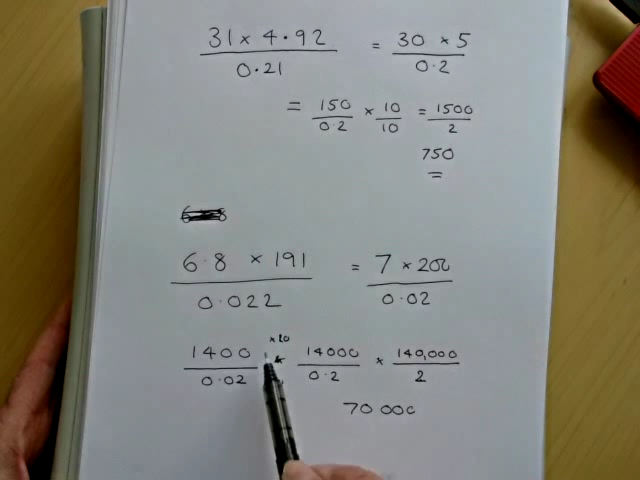 31 × 4·92 / 0·21 = 30 × 5 / 0·2
= 150 / 0·2 × 10 / 10 = 1500 / 2
750
=
6·8 × 191 / 0·022 = 7 × 200 / 0·02
×20
1400 / 0·02 14000 / 0·2 × 140,000 / 2
70 000